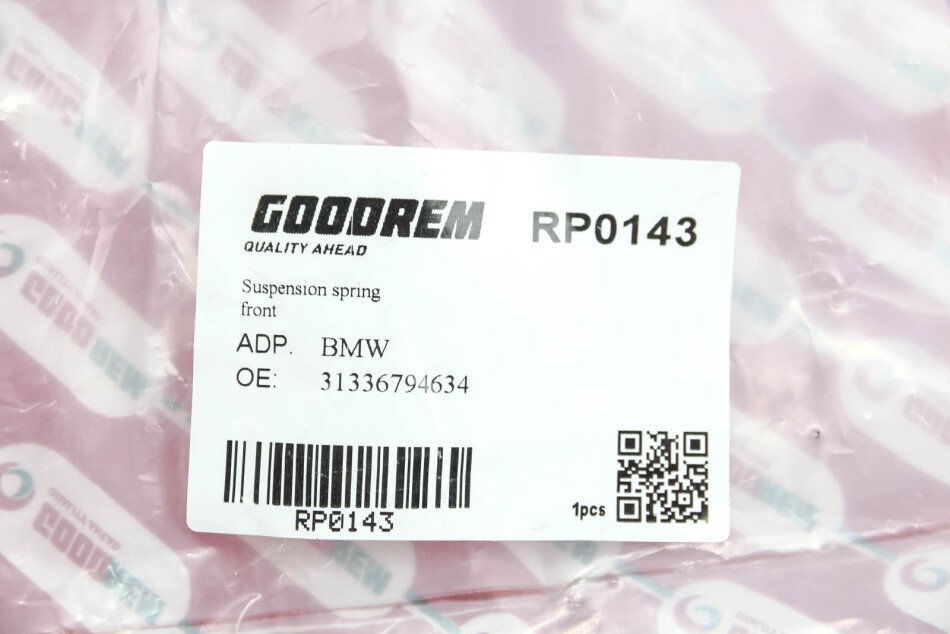 GOODREM
RP0143
QUALITY AHEAD
Suspension spring
front
ADP. BMW
OE: 31336794634
RP0143
1pcs